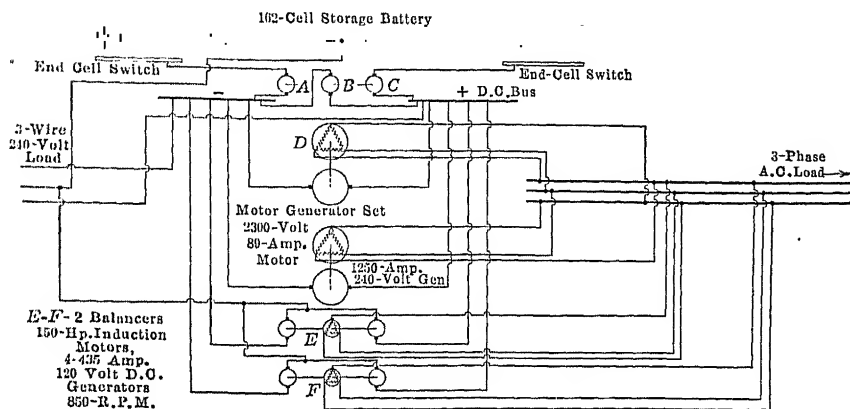 162-Cell Storage Battery
End Cell Switch
A
B
C
End-Cell Switch
-
+ D.C. Bus
3-Wire
240-Volt
Load
D
3-Phase
A.C. Load
Motor Generator Set
2300-Volt
80-Amp.
Motor
1250-Amp.
240-Volt Gen
E-F-2 Balancers
150-Hp. Induction
Motors,
4-435 Amp.
120 Volt D.C.
Generators
850-R.P.M.
E
F